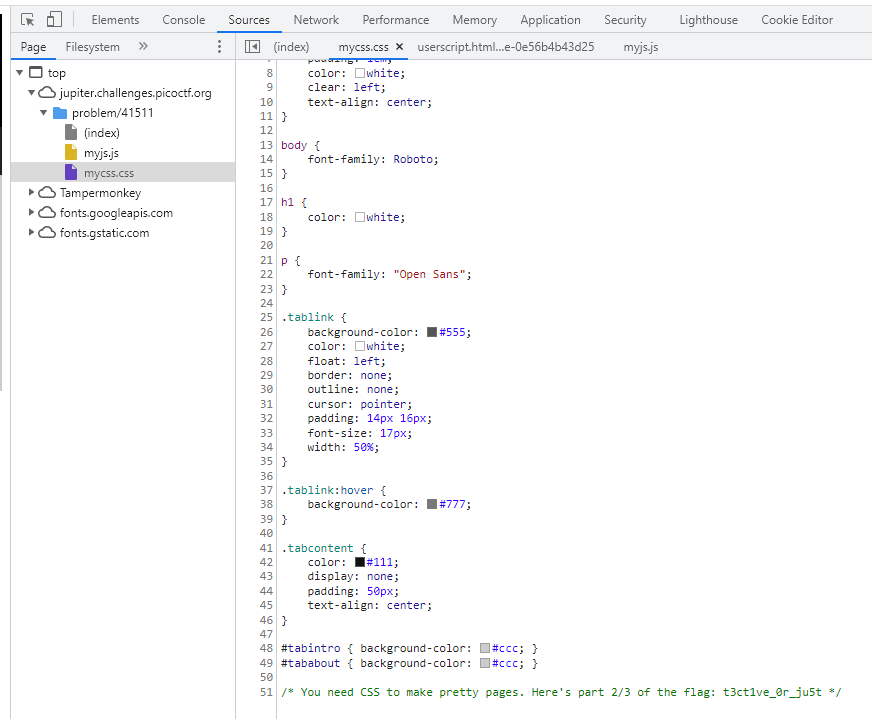 Elements Console Sources Network Performance Memory Application Security Lighthouse Cookie Editor
Page Filesystem » (index) mycss.css × userscript.html...e-0e56b4b43d25 myjs.js
top
jupiter.challenges.picoctf.org
problem/41511
(index)
myjs.js
mycss.css
Tampermonkey
fonts.googleapis.com
fonts.gstatic.com
7 padding: 1em;
8 color: white;
9 clear: left;
10 text-align: center;
11 }
12
13 body {
14 font-family: Roboto;
15 }
16
17 h1 {
18 color: white;
19 }
20
21 p {
22 font-family: "Open Sans";
23 }
24
25 .tablink {
26 background-color: #555;
27 color: white;
28 float: left;
29 border: none;
30 outline: none;
31 cursor: pointer;
32 padding: 14px 16px;
33 font-size: 17px;
34 width: 50%;
35 }
36
37 .tablink:hover {
38 background-color: #777;
39 }
40
41 .tabcontent {
42 color: #111;
43 display: none;
44 padding: 50px;
45 text-align: center;
46 }
47
48 #tabintro { background-color: #ccc; }
49 #tababout { background-color: #ccc; }
50
51 /* You need CSS to make pretty pages. Here's part 2/3 of the flag: t3ct1ve_0r_ju5t */